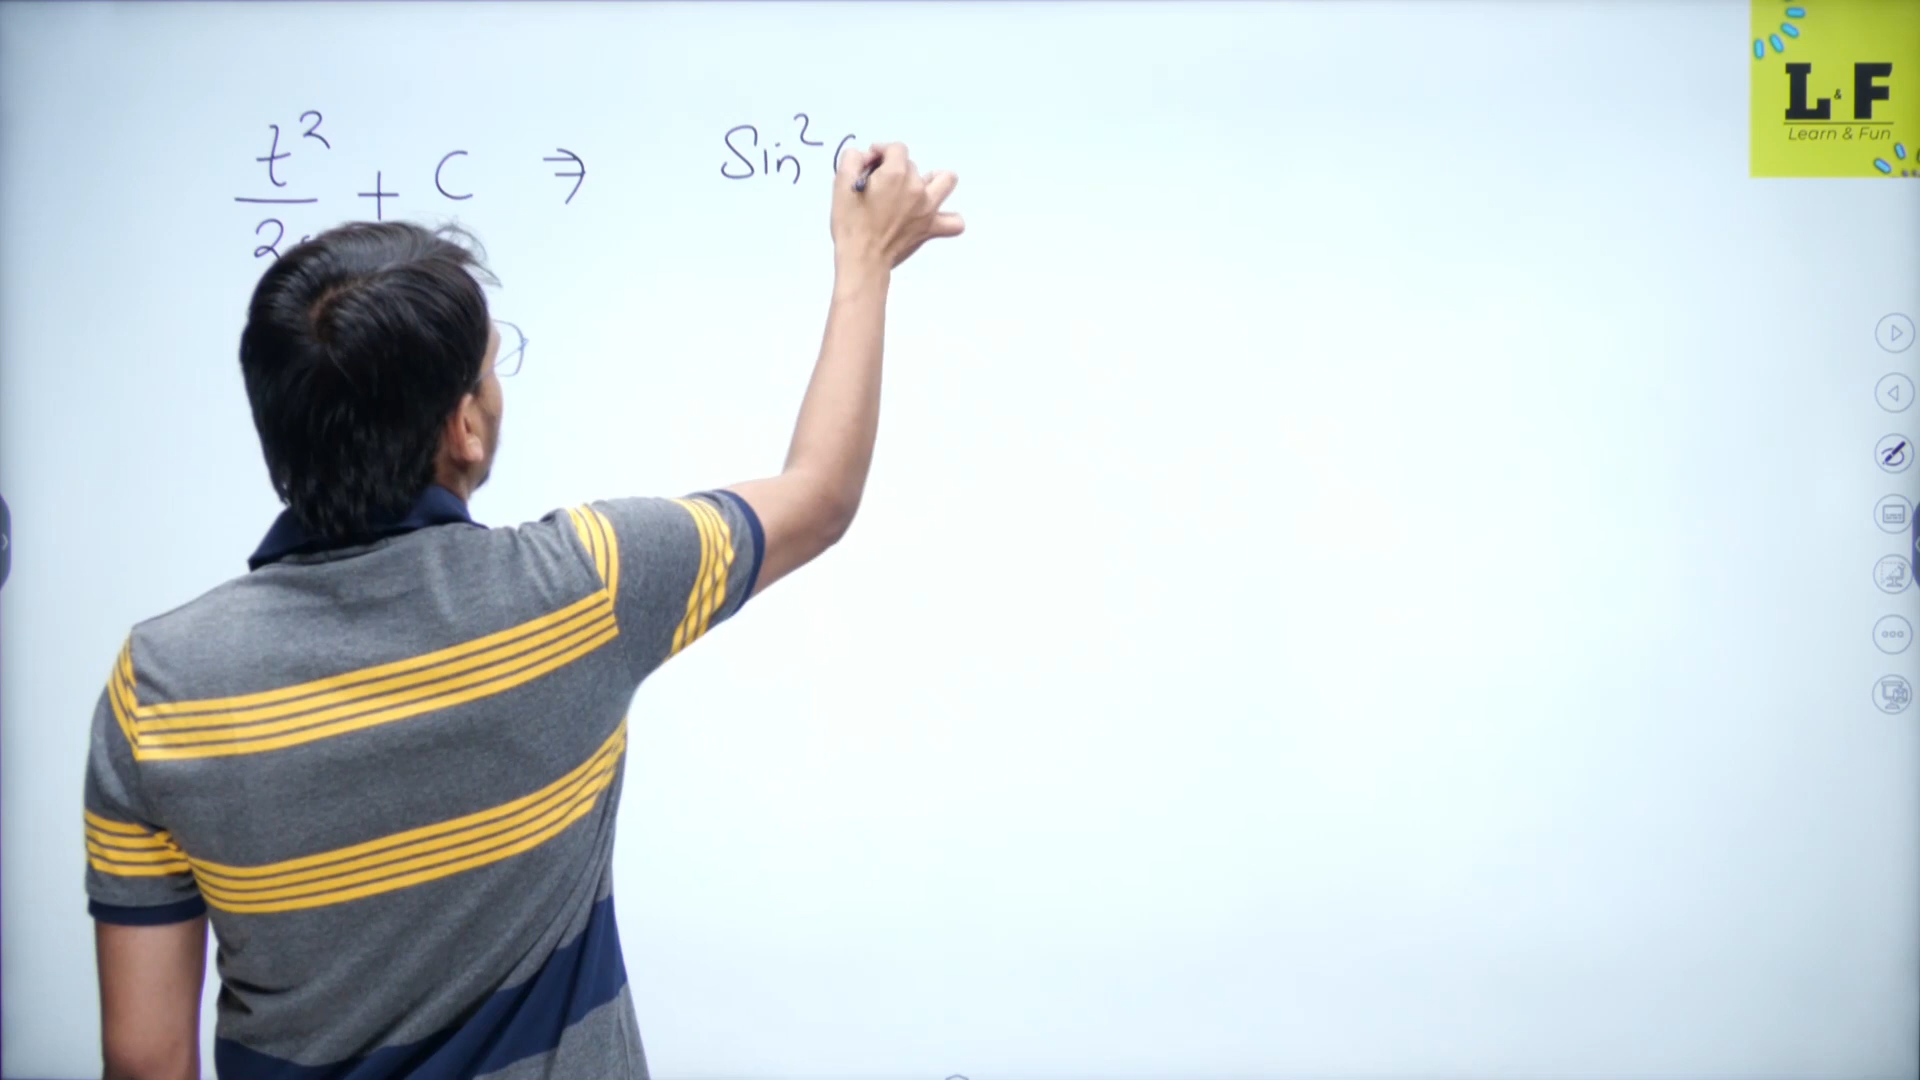 t²/2 + C ⇒ Sin² (
L & F
Learn & Fun